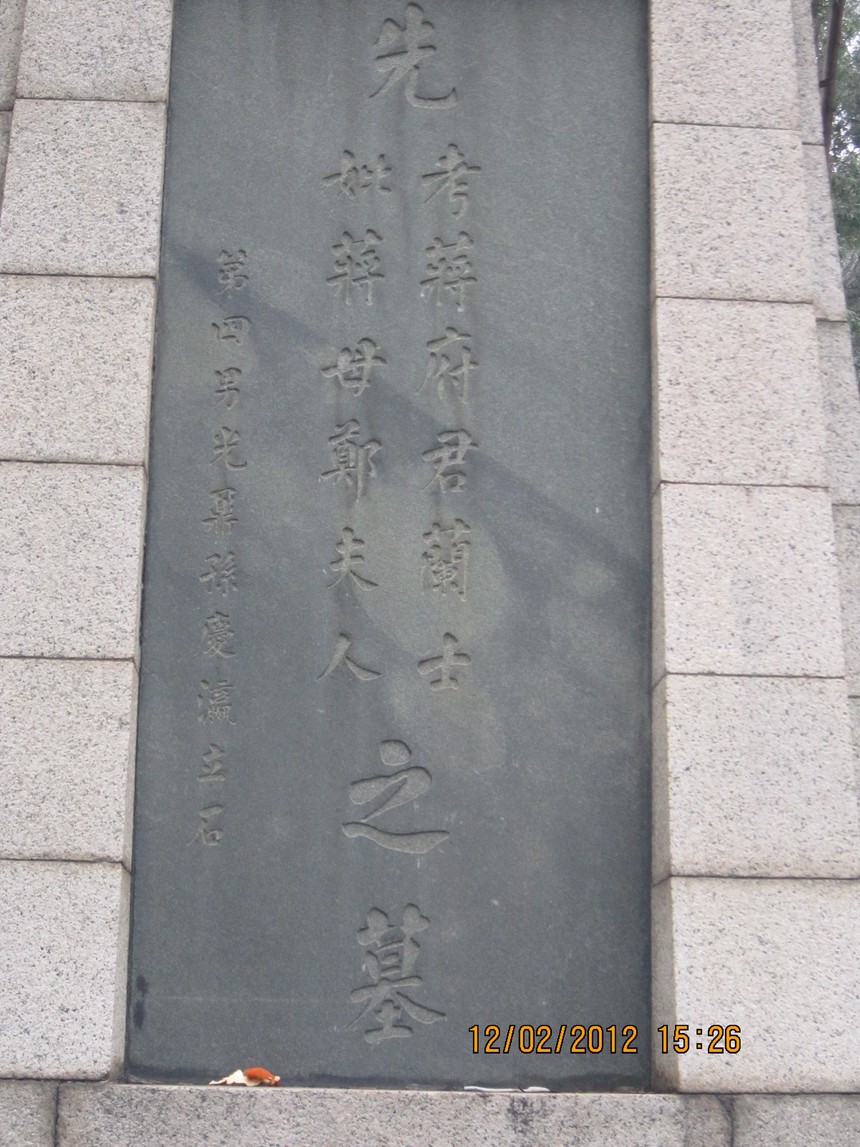 先
考蔣府君蘭士
妣蔣母鄭夫人
之墓
第四男光鼐孫慶瀛立石
12/02/2012 15:26